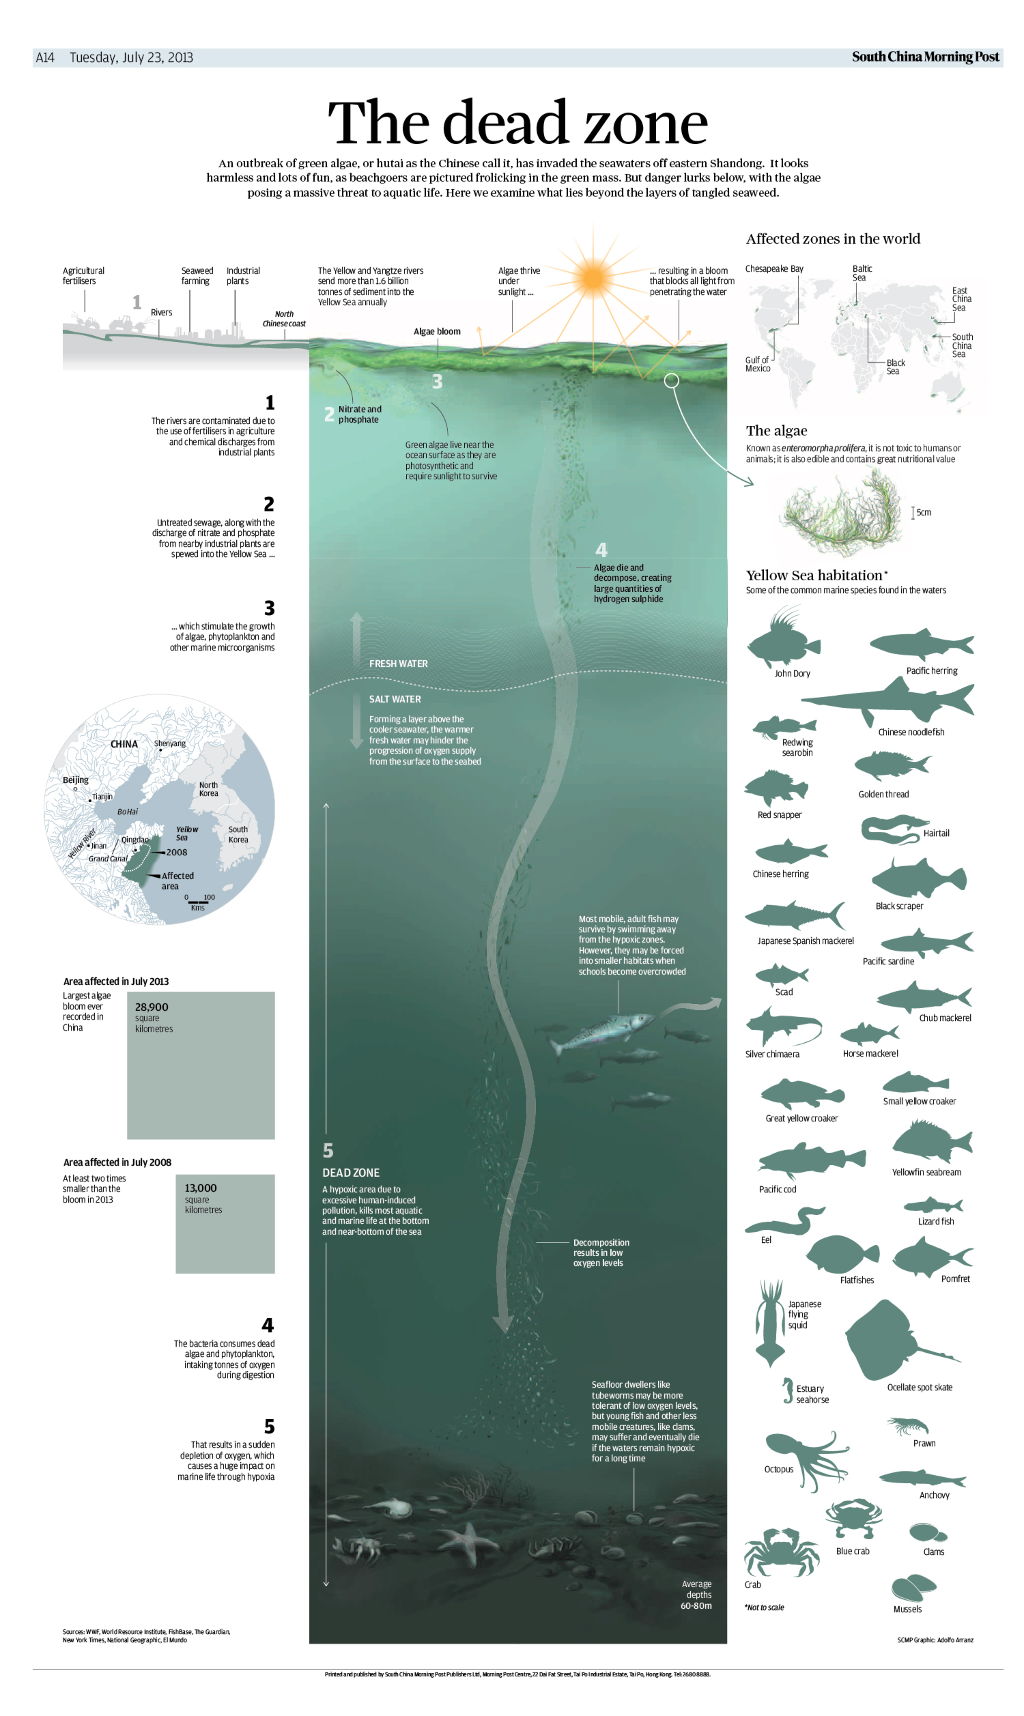 A14 Tuesday, July 23, 2013
South China Morning Post
The dead zone
An outbreak of green algae, or hutai as the Chinese call it, has invaded the seawaters off eastern Shandong. It looks
harmless and lots of fun, as beachgoers are pictured frolicking in the green mass. But danger lurks below, with the algae
posing a massive threat to aquatic life. Here we examine what lies beyond the layers of tangled seaweed.
Agricultural
fertilisers
1
Rivers
Seaweed
farming
Industrial
plants
North
Chinese coast
The Yellow and Yangtze rivers
send more than 1.6 billion
tonnes of sediment into the
Yellow Sea annually
Algae bloom
Algae thrive
under
sunlight ...
... resulting in a bloom
that blocks all light from
penetrating the water
2
Nitrate and
phosphate
3
Green algae live near the
ocean surface as they are
photosynthetic and
require sunlight to survive
4
Algae die and
decompose, creating
large quantities of
hydrogen sulphide
FRESH WATER
SALT WATER
Forming a layer above the
cooler seawater, the warmer
fresh water may hinder the
progression of oxygen supply
from the surface to the seabed
Most mobile, adult fish may
survive by swimming away
from the hypoxic zones.
However, they may be forced
into smaller habitats when
schools become overcrowded
5
DEAD ZONE
A hypoxic area due to
excessive human-induced
pollution, kills most aquatic
and marine life at the bottom
and near-bottom of the sea
Decomposition
results in low
oxygen levels
Seafloor dwellers like
tubeworms may be more
tolerant of low oxygen levels,
but young fish and other less
mobile creatures, like clams,
may suffer and eventually die
if the waters remain hypoxic
for a long time
Average
depths
60-80m
1
The rivers are contaminated due to
the use of fertilisers in agriculture
and chemical discharges from
industrial plants
2
Untreated sewage, along with the
discharge of nitrate and phosphate
from nearby industrial plants are
spewed into the Yellow Sea ...
3
... which stimulate the growth
of algae, phytoplankton and
other marine microorganisms
CHINA
Shenyang
Beijing
Tianjin
North
Korea
Bo Hai
Yellow
Sea
South
Korea
Yellow River
Jinan
Qingdao
Grand Canal
2008
Affected
area
0 100
Kms
Area affected in July 2013
Largest algae
bloom ever
recorded in
China
28,900
square
kilometres
Area affected in July 2008
At least two times
smaller than the
bloom in 2013
13,000
square
kilometres
4
The bacteria consumes dead
algae and phytoplankton,
intaking tonnes of oxygen
during digestion
5
That results in a sudden
depletion of oxygen, which
causes a huge impact on
marine life through hypoxia
Affected zones in the world
Chesapeake Bay
Baltic
Sea
East
China
Sea
South
China
Sea
Gulf of
Mexico
Black
Sea
The algae
Known as enteromorpha prolifera, it is not toxic to humans or
animals; it is also edible and contains great nutritional value
5cm
Yellow Sea habitation*
Some of the common marine species found in the waters
John Dory
Pacific herring
Chinese noodlefish
Redwing
searobin
Golden thread
Red snapper
Hairtail
Chinese herring
Black scraper
Japanese Spanish mackerel
Pacific sardine
Scad
Chub mackerel
Silver chimaera
Horse mackerel
Great yellow croaker
Small yellow croaker
Yellowfin seabream
Pacific cod
Lizard fish
Eel
Flatfishes
Pomfret
Japanese
flying
squid
Ocellate spot skate
Estuary
seahorse
Prawn
Octopus
Anchovy
Blue crab
Clams
Crab
Mussels
*Not to scale
Sources: WWF, World Resource Institute, FishBase, The Guardian,
New York Times, National Geographic, El Mundo
SCMP Graphic: Adolfo Arranz
Printed and published by South China Morning Post Publishers Ltd, Morning Post Centre, 22 Dai Fat Street, Tai Po Industrial Estate, Tai Po, Hong Kong. Tel: 2680 8888.